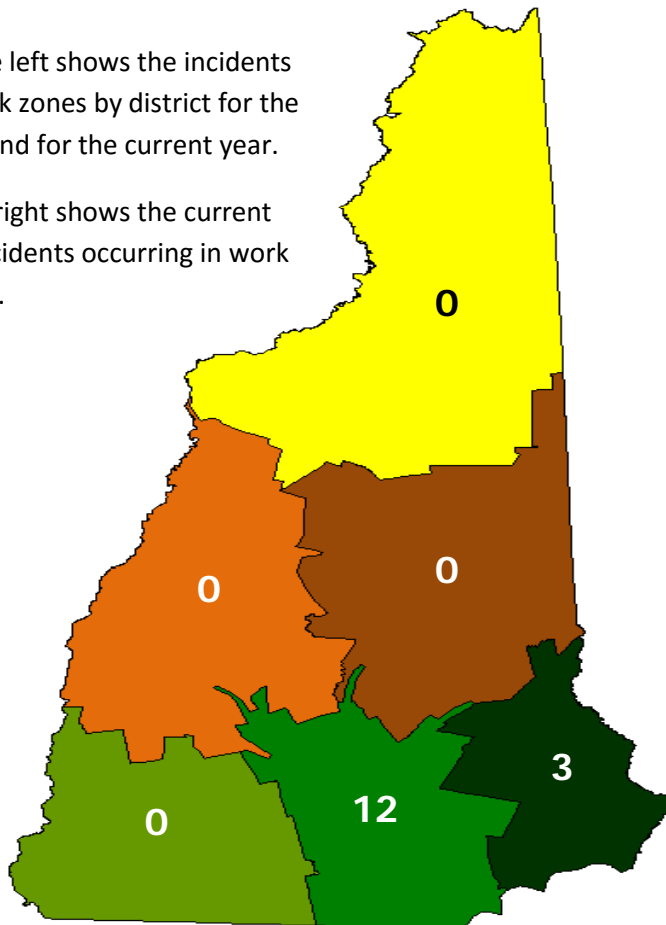 left shows the incidents
zones by district for the
for the current year.
right shows the current
occurring in work
.
0
0
0
3
12
0